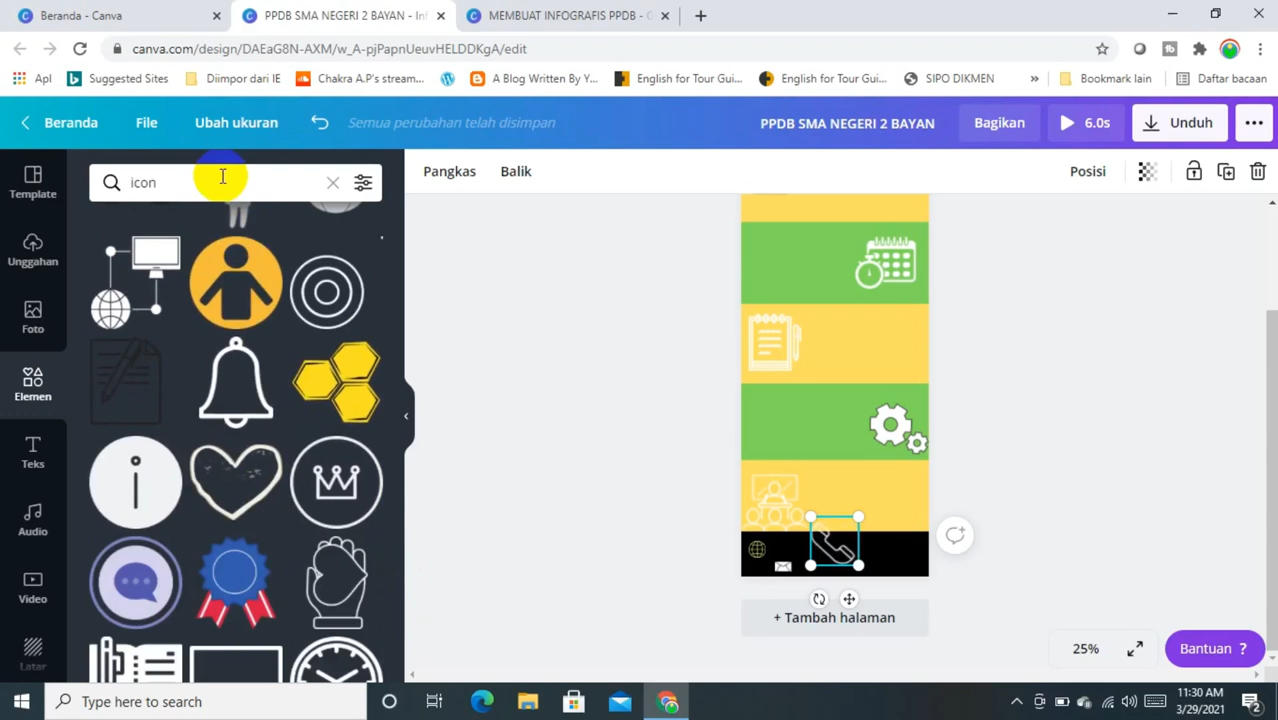 Beranda - Canva
PPDB SMA NEGERI 2 BAYAN - Inf
MEMBUAT INFOGRAFIS PPDB - G
canva.com/design/DAEaG8N-AXM/w_A-pjPapnUeuvHELDDKgA/edit
Apl
Suggested Sites
Diimpor dari IE
Chakra A.P's stream...
A Blog Written By Y...
English for Tour Gui...
English for Tour Gui...
SIPO DIKMEN
»
Bookmark lain
Daftar bacaan
Beranda
File
Ubah ukuran
Semua perubahan telah disimpan
PPDB SMA NEGERI 2 BAYAN
Bagikan
6.0s
Unduh
Template
Unggahan
Foto
Elemen
Teks
Audio
Video
Latar
icon
Pangkas
Balik
Posisi
+ Tambah halaman
25%
Bantuan ?
Type here to search
11:30 AM
3/29/2021
2